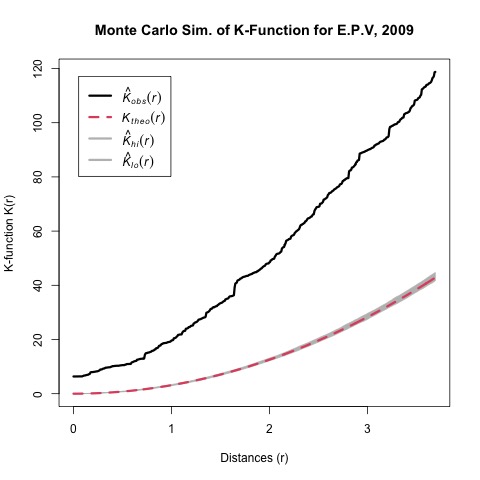 Monte Carlo Sim. of K-Function for E.P.V, 2009
K̂obs(r)
Ktheo(r)
K̂hi(r)
K̂lo(r)
K-function K(r)
120
100
80
60
40
20
0
0 1 2 3
Distances (r)